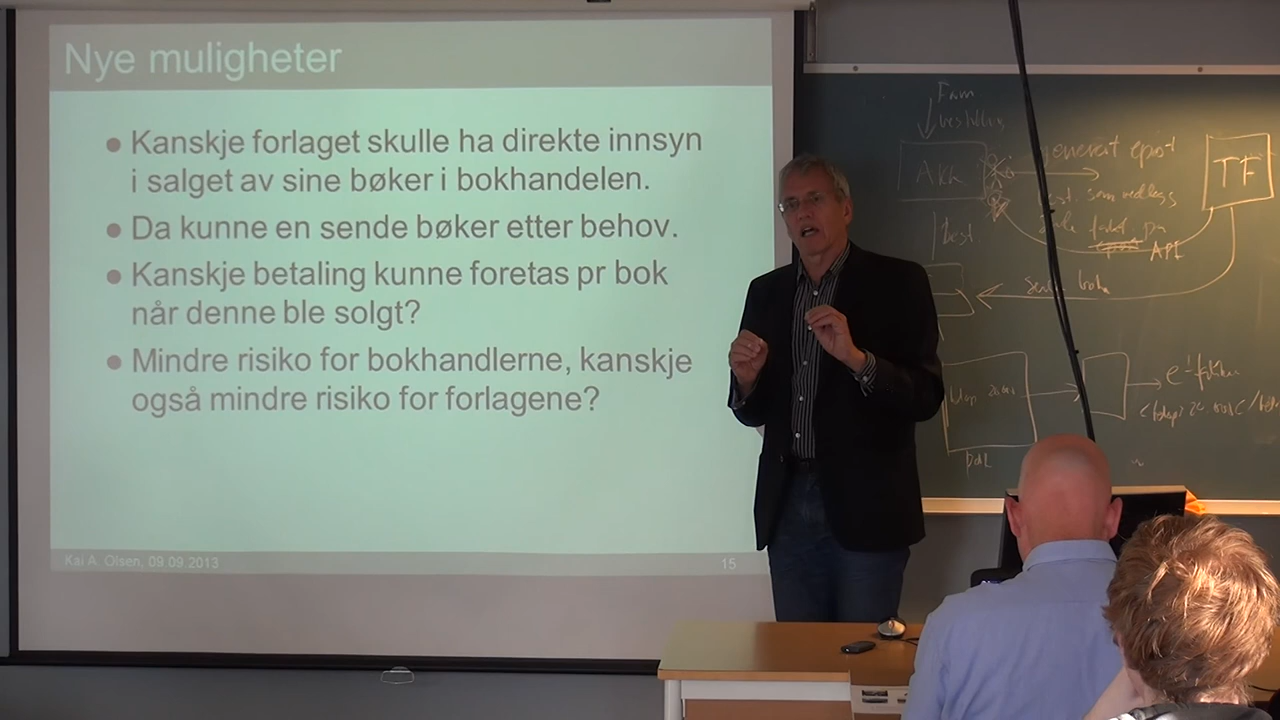 Nye muligheter
● Kanskje forlaget skulle ha direkte innsyn
i salget av sine bøker i bokhandelen.
● Da kunne en sende bøker etter behov.
● Kanskje betaling kunne foretas pr bok
når denne ble solgt?
● Mindre risiko for bokhandlerne, kanskje
også mindre risiko for forlagene?
Kai A. Olsen, 09.09.2013
15
Fam
generert epost
TF
best.
API